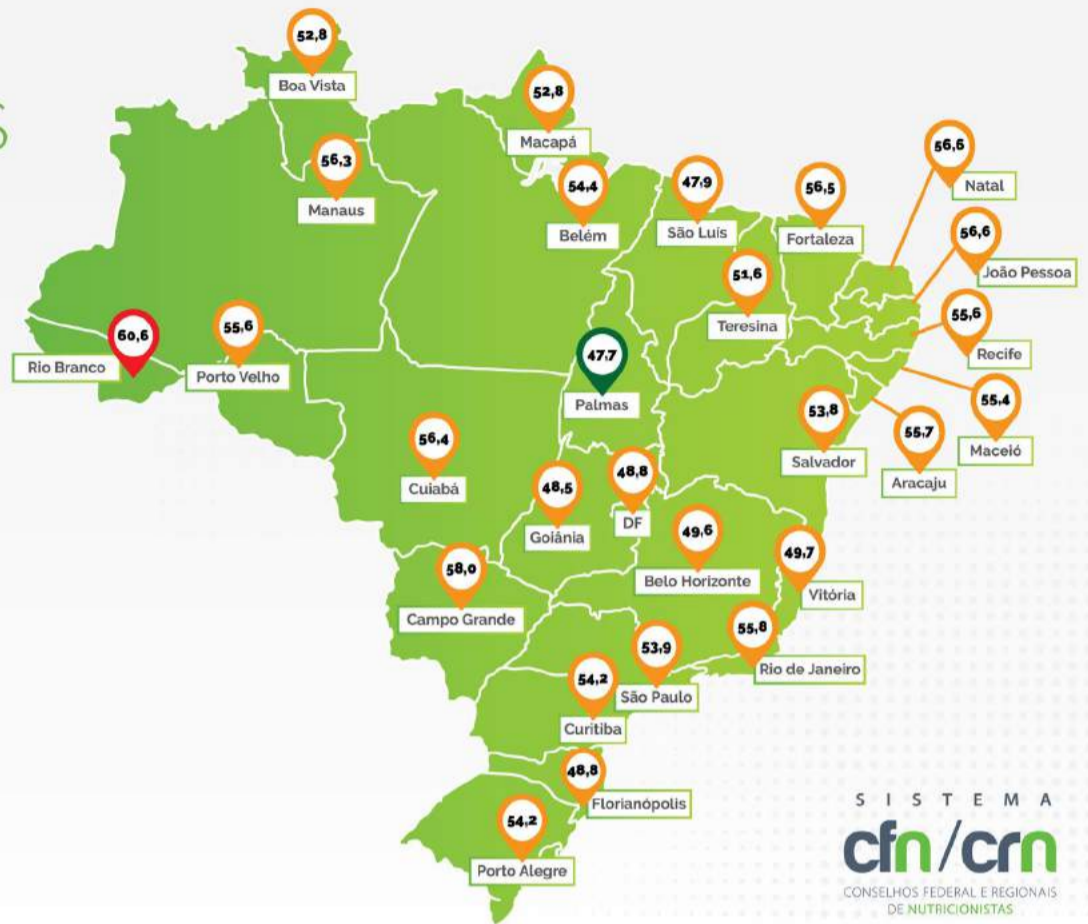 52,8
Boa Vista
52,8
Macapá
56,3
Manaus
54,4
Belém
47,9
São Luís
56,5
Fortaleza
56,6
Natal
56,6
João Pessoa
51,6
Teresina
55,6
Recife
60,6
Rio Branco
55,6
Porto Velho
47,7
Palmas
55,4
Maceió
53,8
Salvador
55,7
Aracaju
56,4
Cuiabá
48,5
Goiânia
48,8
DF
49,6
Belo Horizonte
49,7
Vitória
58,0
Campo Grande
55,8
Rio de Janeiro
53,9
São Paulo
54,2
Curitiba
48,8
Florianópolis
54,2
Porto Alegre
SISTEMA
cfn/crn
CONSELHOS FEDERAL E REGIONAIS
DE NUTRICIONISTAS